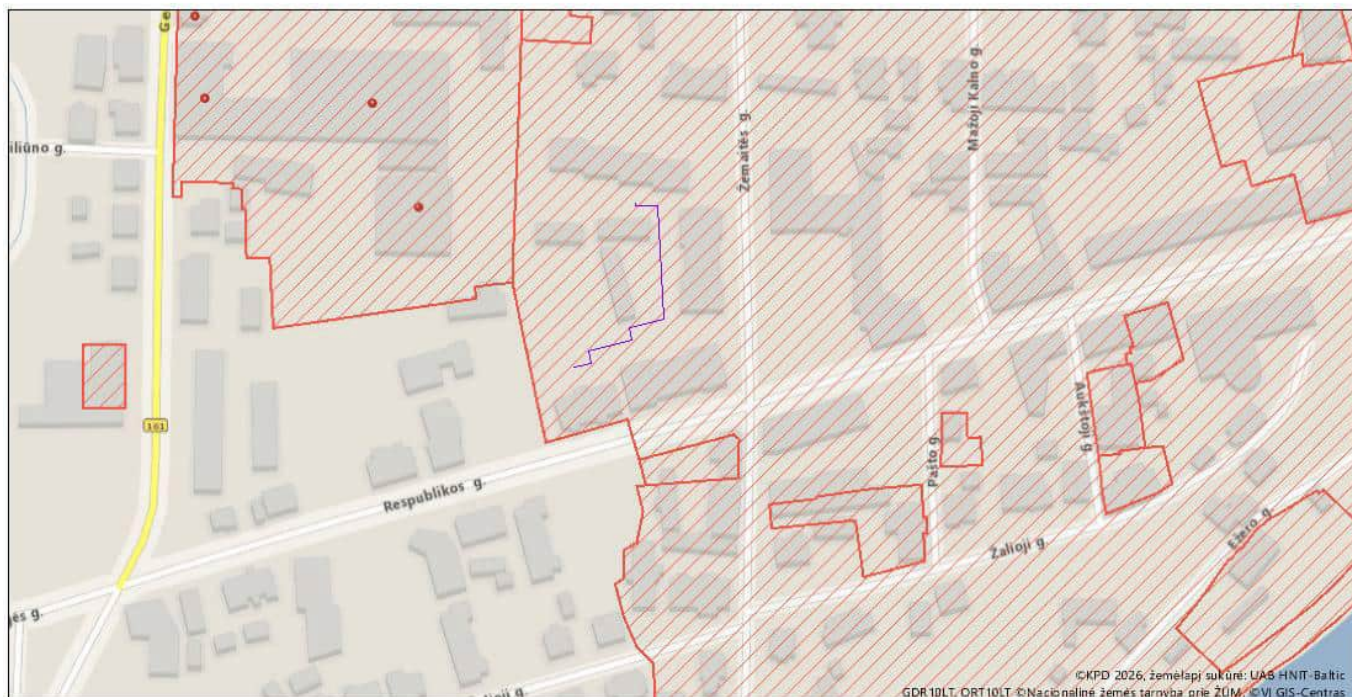 Ge
Žemaitės g.
Mažoji Kalno g.
iliūno g.
161
Respublikos g.
Pašto g.
Aukštoji g
Žalioji g.
Ežero g.
ės g.
alioji g.
©KPD 2026, žemėlapį sukūrė: UAB HNIT-Baltic
GDR10LT, ORT10LT ©Nacionalinė žemės tarnyba prie ŽŪM, ©VĮ GIS-Centras